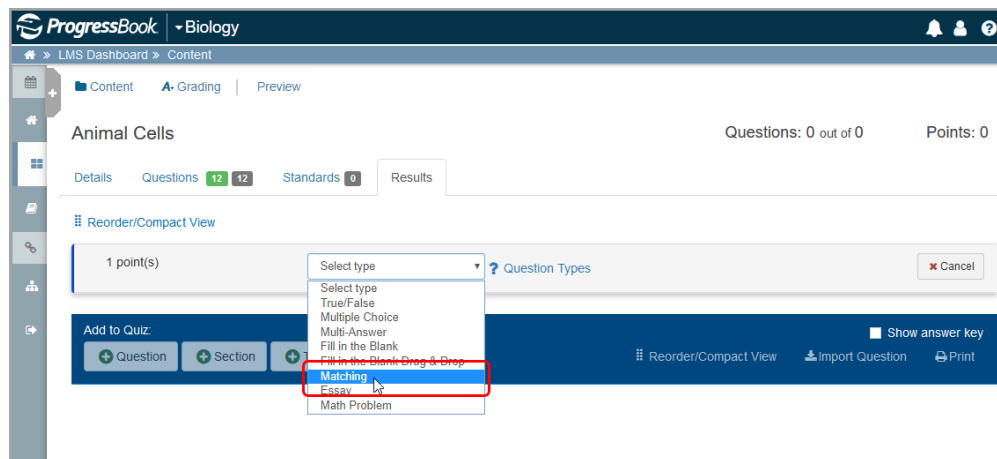 ProgressBook Biology
» LMS Dashboard » Content
Content A+ Grading Preview
Animal Cells Questions: 0 out of 0 Points: 0
Details Questions 12 12 Standards 0 Results
Reorder/Compact View
1 point(s) Select type ? Question Types Cancel
Select type
True/False
Multiple Choice
Multi-Answer
Fill in the Blank
Fill in the Blank Drag & Drop
Matching
Essay
Math Problem
Add to Quiz: Show answer key
Question Section Reorder/Compact View Import Question Print